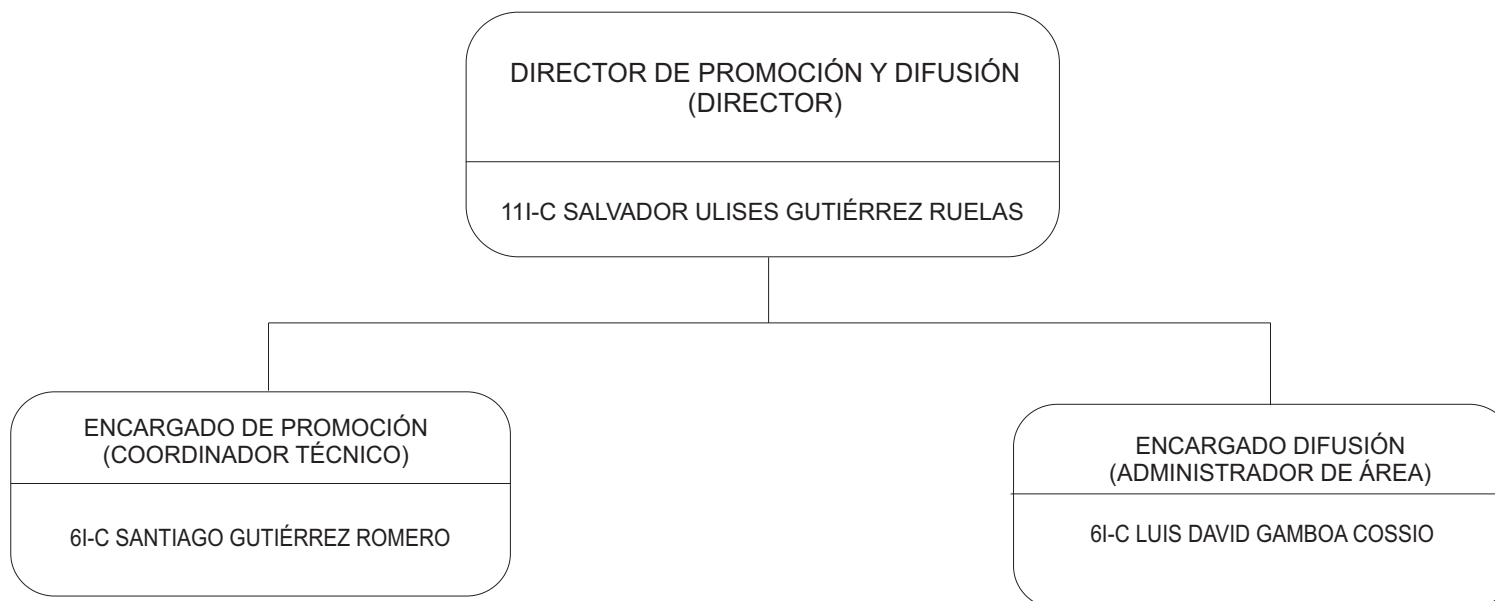 DIRECTOR DE PROMOCIÓN Y DIFUSIÓN
(DIRECTOR)
11I-C SALVADOR ULISES GUTIÉRREZ RUELAS
ENCARGADO DE PROMOCIÓN
(COORDINADOR TÉCNICO)
6I-C SANTIAGO GUTIÉRREZ ROMERO
ENCARGADO DIFUSIÓN
(ADMINISTRADOR DE ÁREA)
6I-C LUIS DAVID GAMBOA COSSIO